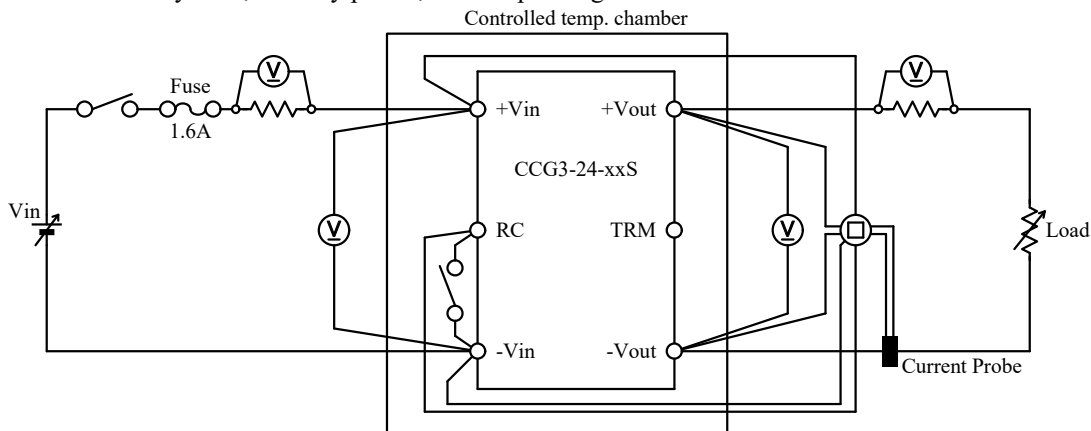 Controlled temp. chamber
V
Fuse
V
+Vin
+Vout
1.6A
CCG3-24-xxS
Vin
V
RC
TRM
V
Load
-Vin
-Vout
Current Probe